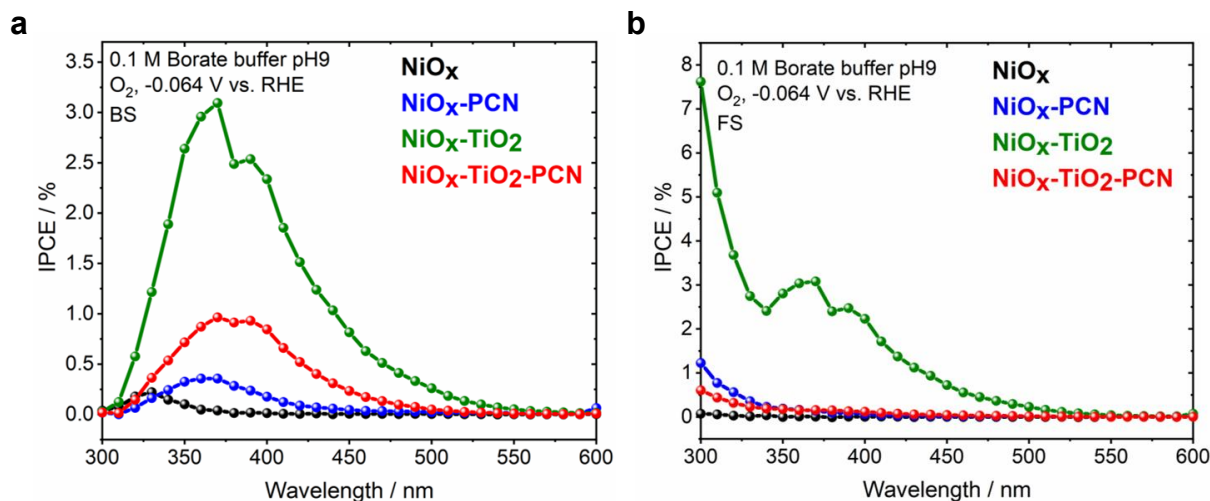 a
0.1 M Borate buffer pH9
O2, -0.064 V vs. RHE
BS
NiOx
NiOx-PCN
NiOx-TiO2
NiOx-TiO2-PCN
IPCE / %
3.5
3.0
2.5
2.0
1.5
1.0
0.5
0.0
300 350 400 450 500 550 600
Wavelength / nm
b
0.1 M Borate buffer pH9
O2, -0.064 V vs. RHE
FS
NiOx
NiOx-PCN
NiOx-TiO2
NiOx-TiO2-PCN
IPCE / %
8
7
6
5
4
3
2
1
0
300 350 400 450 500 550 600
Wavelength / nm